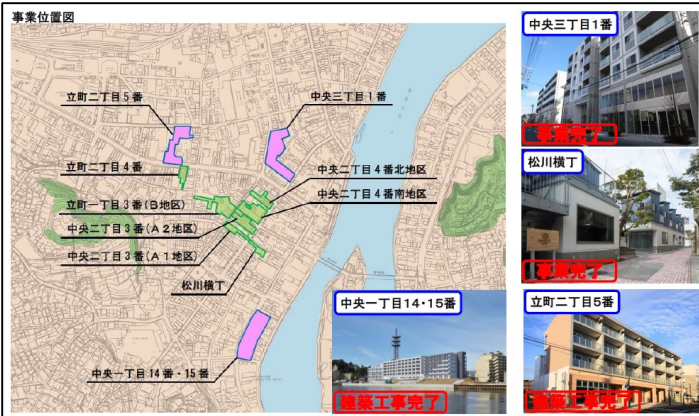 事業位置図
立町二丁目5番
中央三丁目1番
立町二丁目4番
中央二丁目4番北地区
立町一丁目3番(B地区)
中央二丁目4番南地区
中央二丁目3番(A2地区)
中央二丁目3番(A1地区)
松川横丁
中央一丁目14番・15番
中央一丁目14・15番
建築工事完了
中央三丁目1番
事業完了
松川横丁
事業完了
立町二丁目5番
建築工事完了